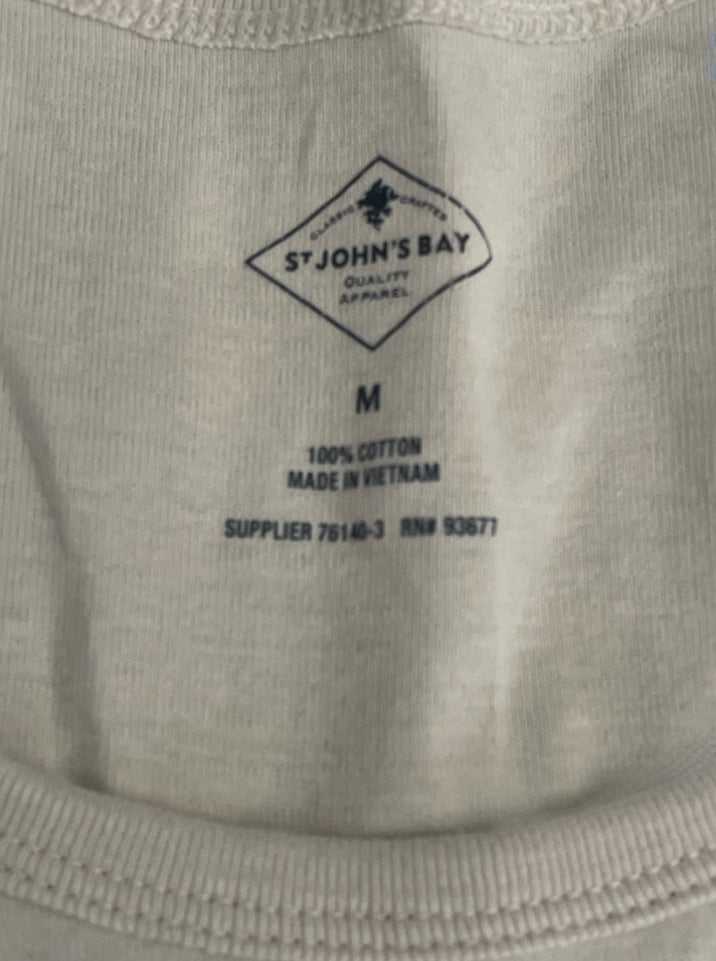 CLASSIC CRAFTED
ST JOHN'S BAY
QUALITY
APPAREL
M
100% COTTON
MADE IN VIETNAM
SUPPLIER 76140-3 RN# 93677